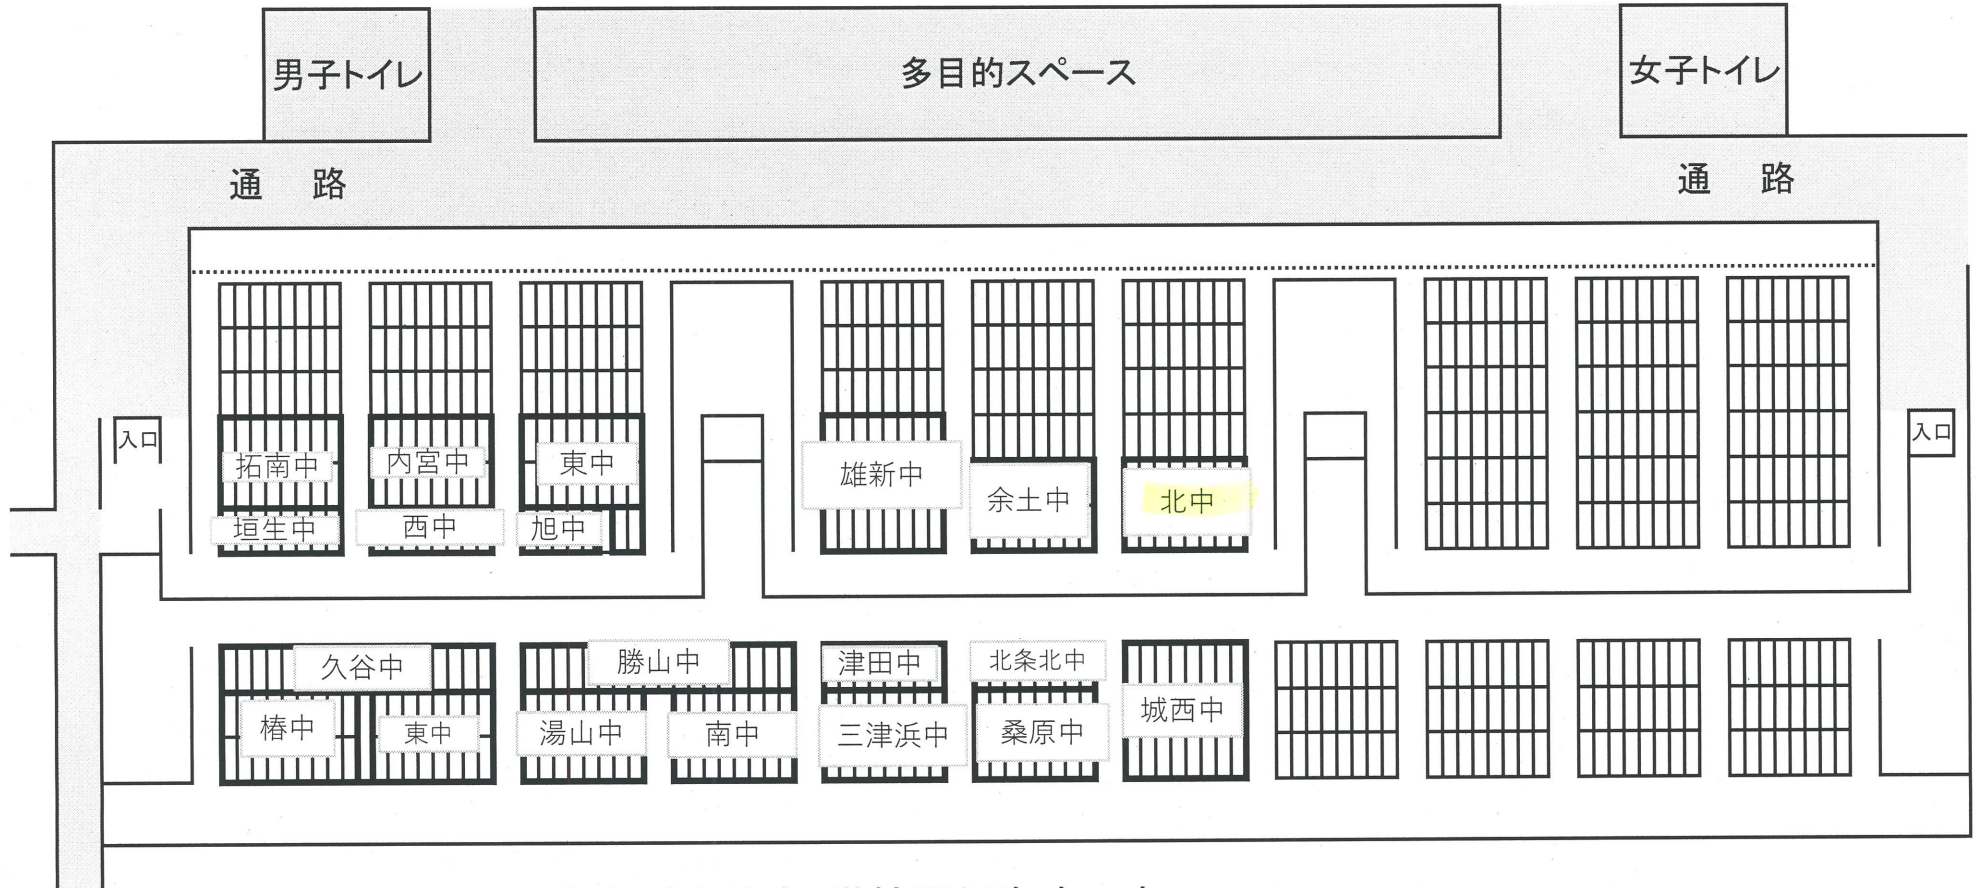 男子トイレ
多目的スペース
女子トイレ
通 路
通 路
入口
入口
拓南中
内宮中
東中
雄新中
余土中
北中
垣生中
西中
旭中
久谷中
勝山中
津田中
北条北中
椿中
東中
湯山中
南中
三津浜中
桑原中
城西中